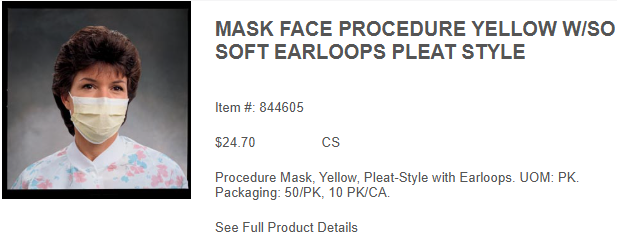 MASK FACE PROCEDURE YELLOW W/SO
SOFT EARLOOPS PLEAT STYLE
Item #: 844605
$24.70 CS
Procedure Mask, Yellow, Pleat-Style with Earloops. UOM: PK.
Packaging: 50/PK, 10 PK/CA.
See Full Product Details